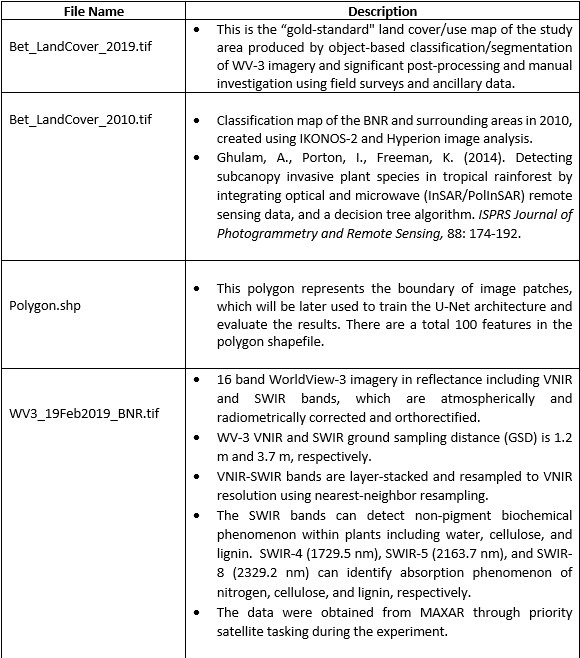 File Name
Description
Bet_LandCover_2019.tif
• This is the “gold-standard" land cover/use map of the study
area produced by object-based classification/segmentation
of WV-3 imagery and significant post-processing and manual
investigation using field surveys and ancillary data.
Bet_LandCover_2010.tif
• Classification map of the BNR and surrounding areas in 2010,
created using IKONOS-2 and Hyperion image analysis.
• Ghulam, A., Porton, I., Freeman, K. (2014). Detecting
subcanopy invasive plant species in tropical rainforest by
integrating optical and microwave (InSAR/PolInSAR) remote
sensing data, and a decision tree algorithm. ISPRS Journal of
Photogrammetry and Remote Sensing, 88: 174-192.
Polygon.shp
• This polygon represents the boundary of image patches,
which will be later used to train the U-Net architecture and
evaluate the results. There are a total 100 features in the
polygon shapefile.
WV3_19Feb2019_BNR.tif
• 16 band WorldView-3 imagery in reflectance including VNIR
and SWIR bands, which are atmospherically and
radiometrically corrected and orthorectified.
• WV-3 VNIR and SWIR ground sampling distance (GSD) is 1.2
m and 3.7 m, respectively.
• VNIR-SWIR bands are layer-stacked and resampled to VNIR
resolution using nearest-neighbor resampling.
• The SWIR bands can detect non-pigment biochemical
phenomenon within plants including water, cellulose, and
lignin. SWIR-4 (1729.5 nm), SWIR-5 (2163.7 nm), and SWIR-
8 (2329.2 nm) can identify absorption phenomenon of
nitrogen, cellulose, and lignin, respectively.
• The data were obtained from MAXAR through priority
satellite tasking during the experiment.